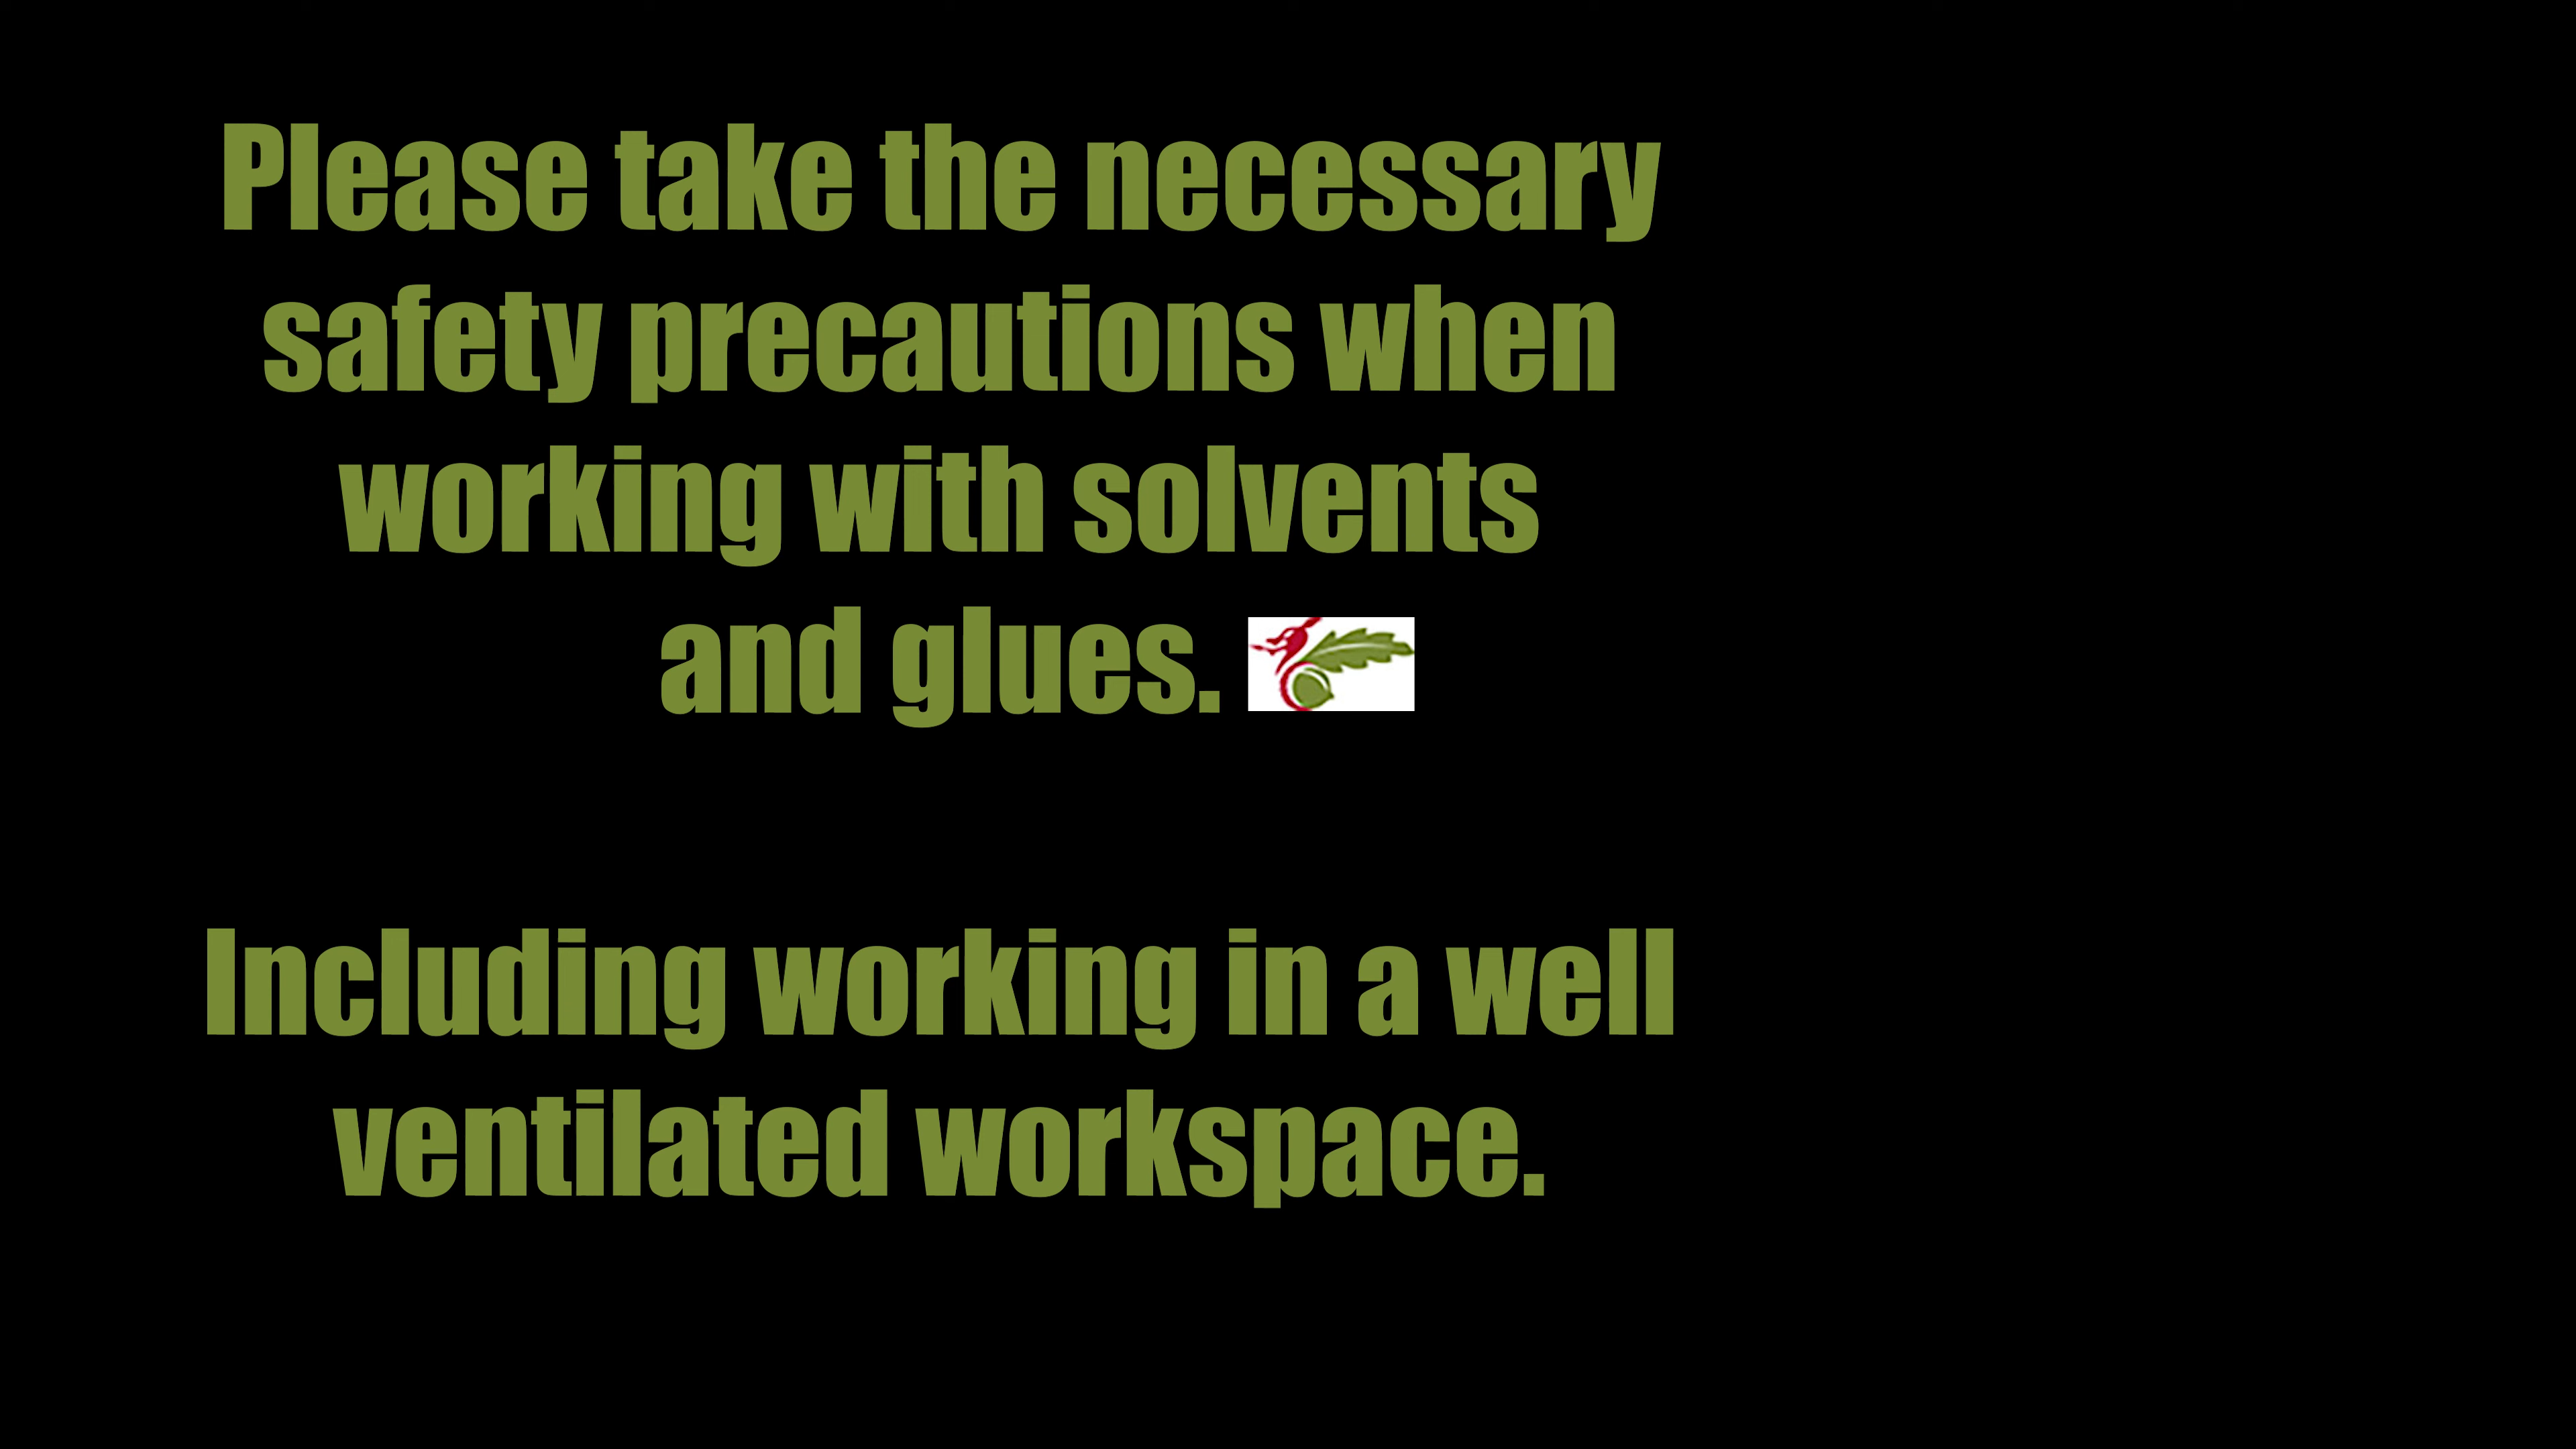 Please take the necessary
safety precautions when
working with solvents
and glues.
Including working in a well
ventilated workspace.